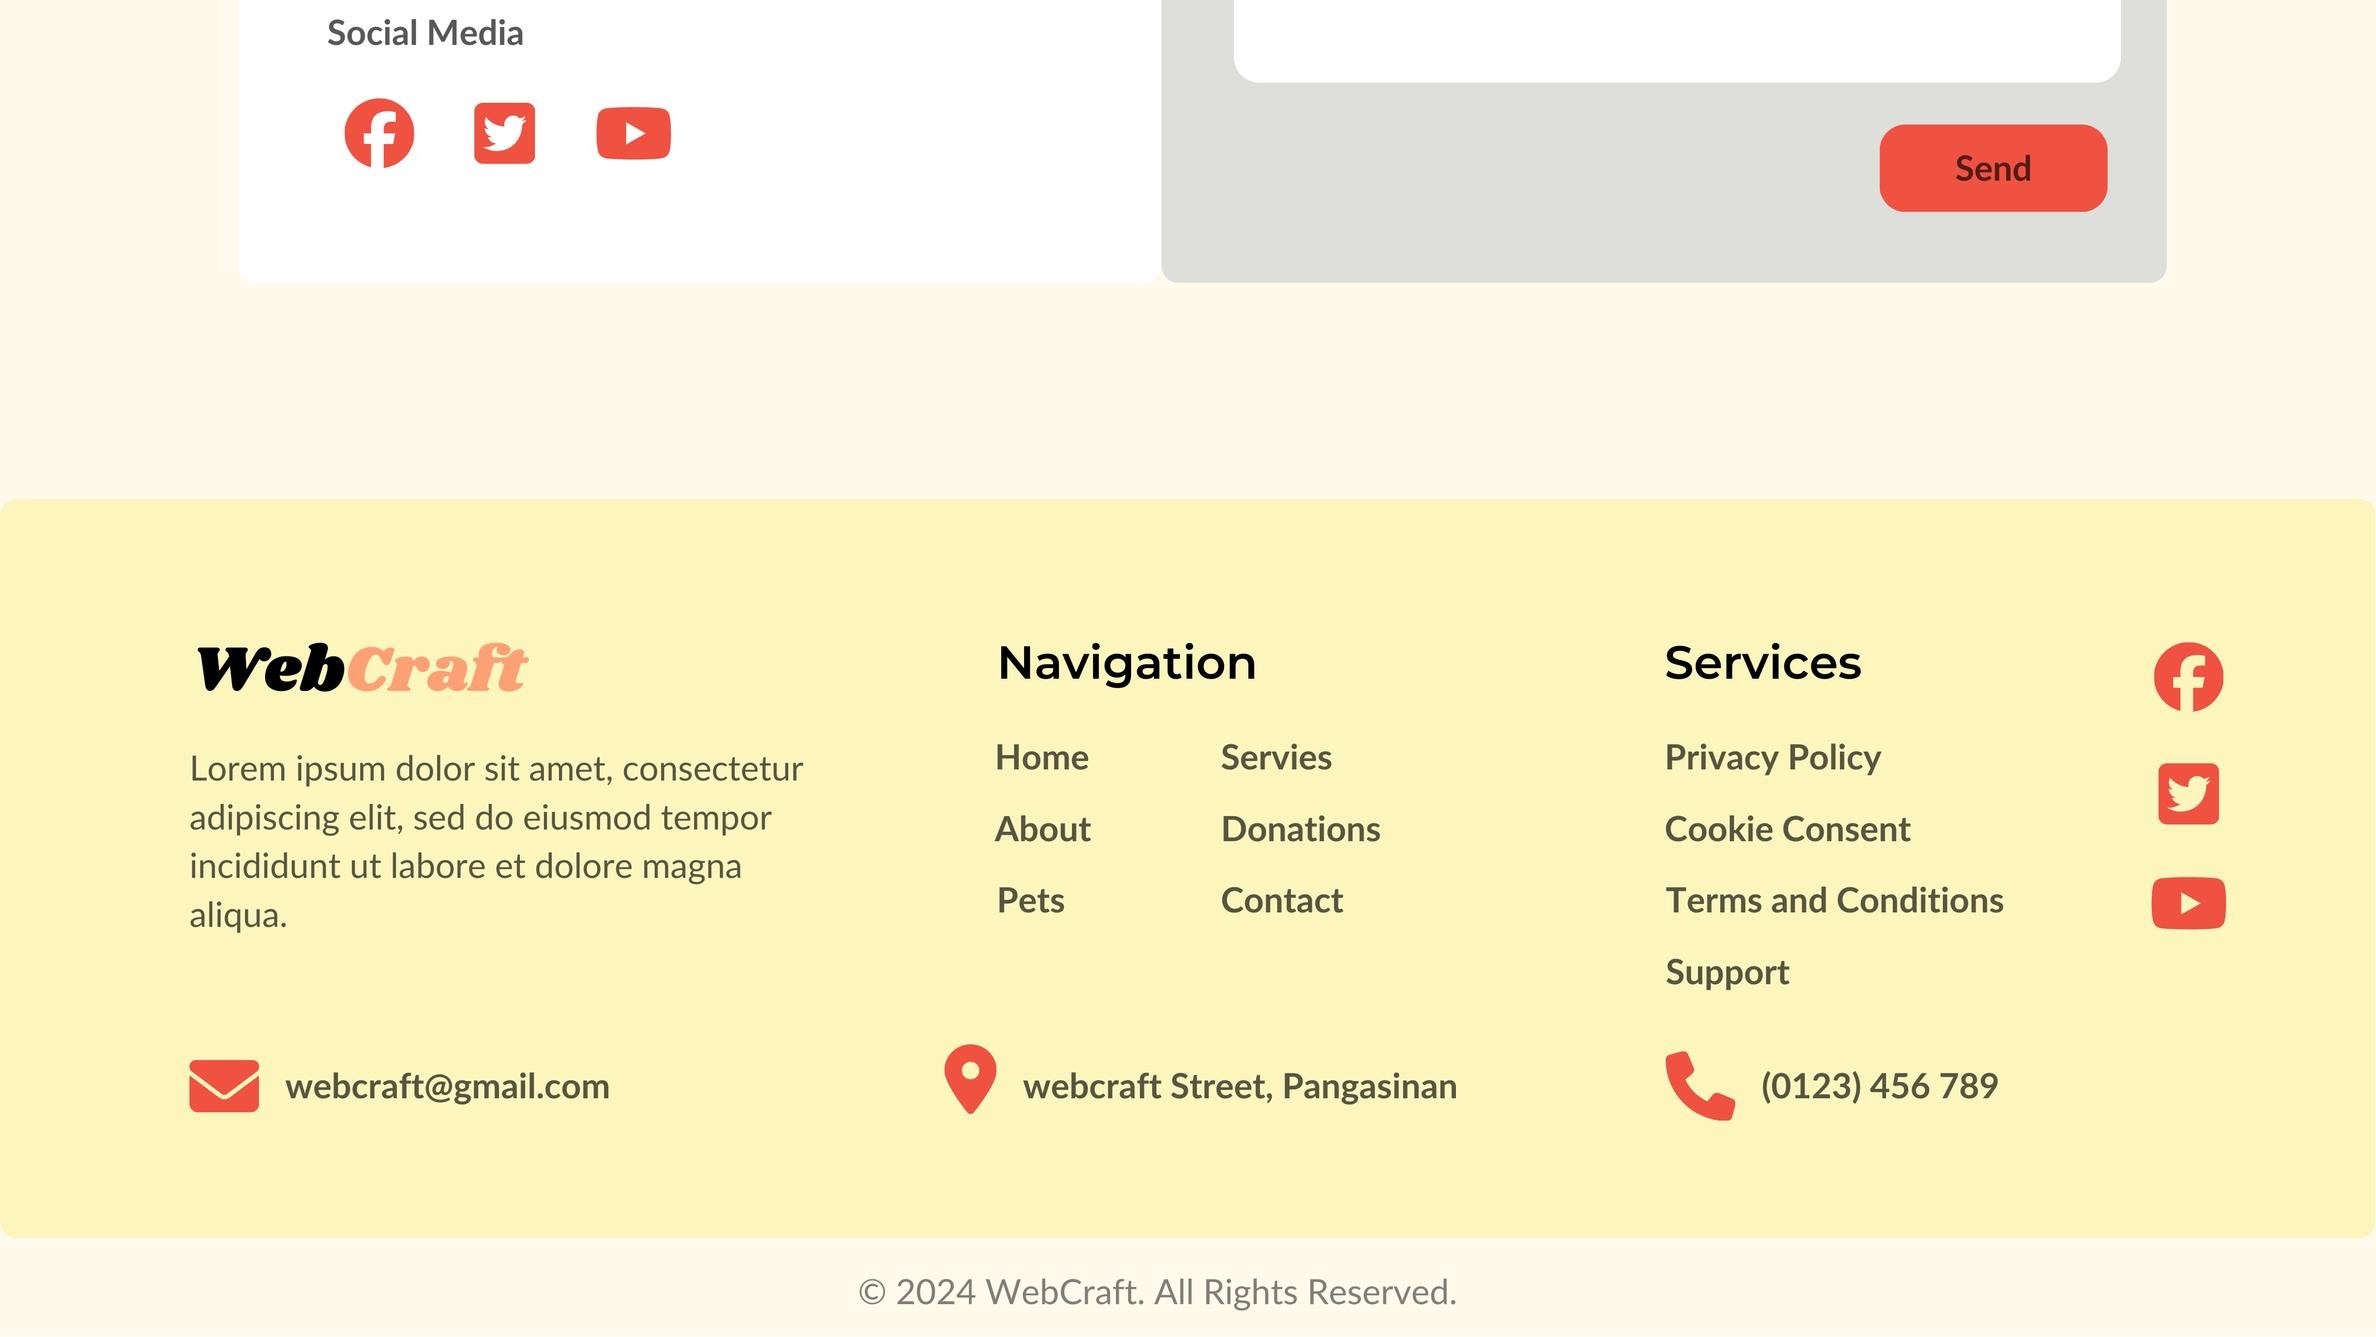 Social Media
Send
WebCraft
Lorem ipsum dolor sit amet, consectetur
adipiscing elit, sed do eiusmod tempor
incididunt ut labore et dolore magna
aliqua.
Navigation
Home
About
Pets
Servies
Donations
Contact
Services
Privacy Policy
Cookie Consent
Terms and Conditions
Support
webcraft@gmail.com
webcraft Street, Pangasinan
(0123) 456 789
© 2024 WebCraft. All Rights Reserved.